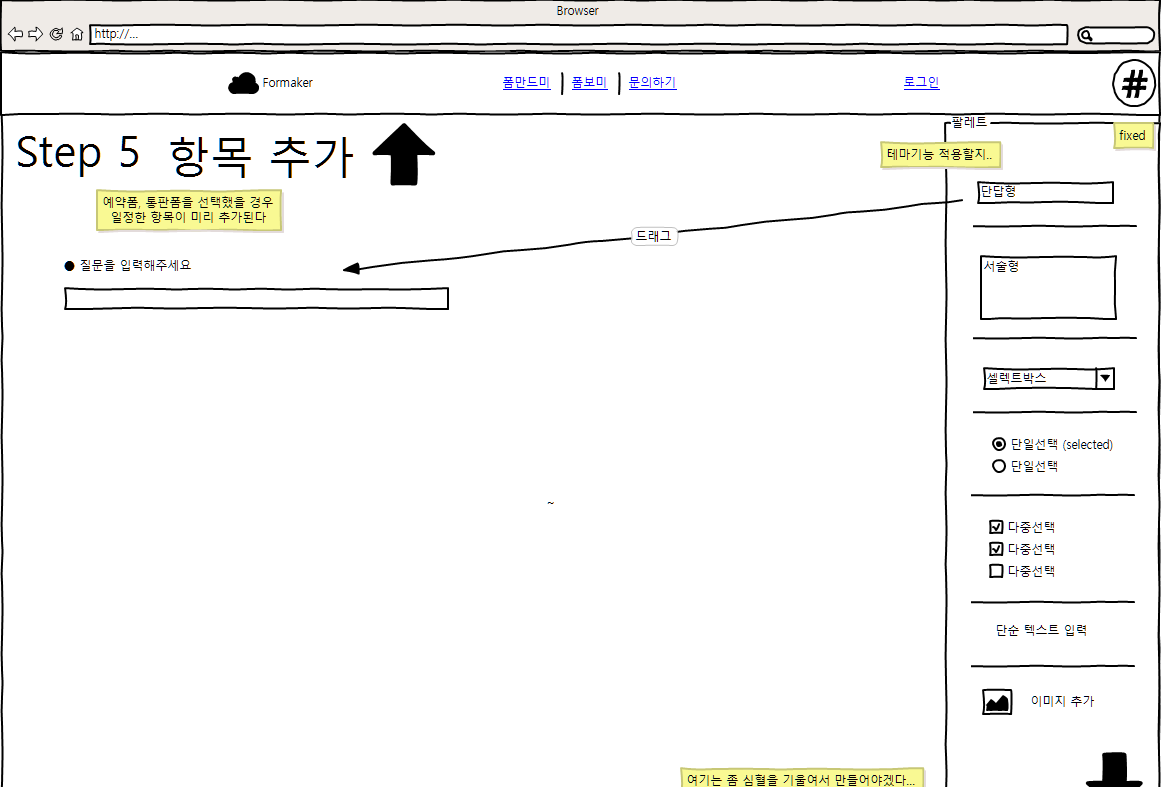 Browser
http://...
Formaker
폼만드미
폼보미
문의하기
로그인
#
팔레트
fixed
Step 5 항목 추가
테마기능 적용할지..
예약폼, 통판폼을 선택했을 경우
일정한 항목이 미리 추가된다
단답형
드래그
● 질문을 입력해주세요
서술형
셀렉트박스
단일선택 (selected)
단일선택
~
다중선택
다중선택
다중선택
단순 텍스트 입력
이미지 추가
여기는 좀 심혈을 기울여서 만들어야겠다...